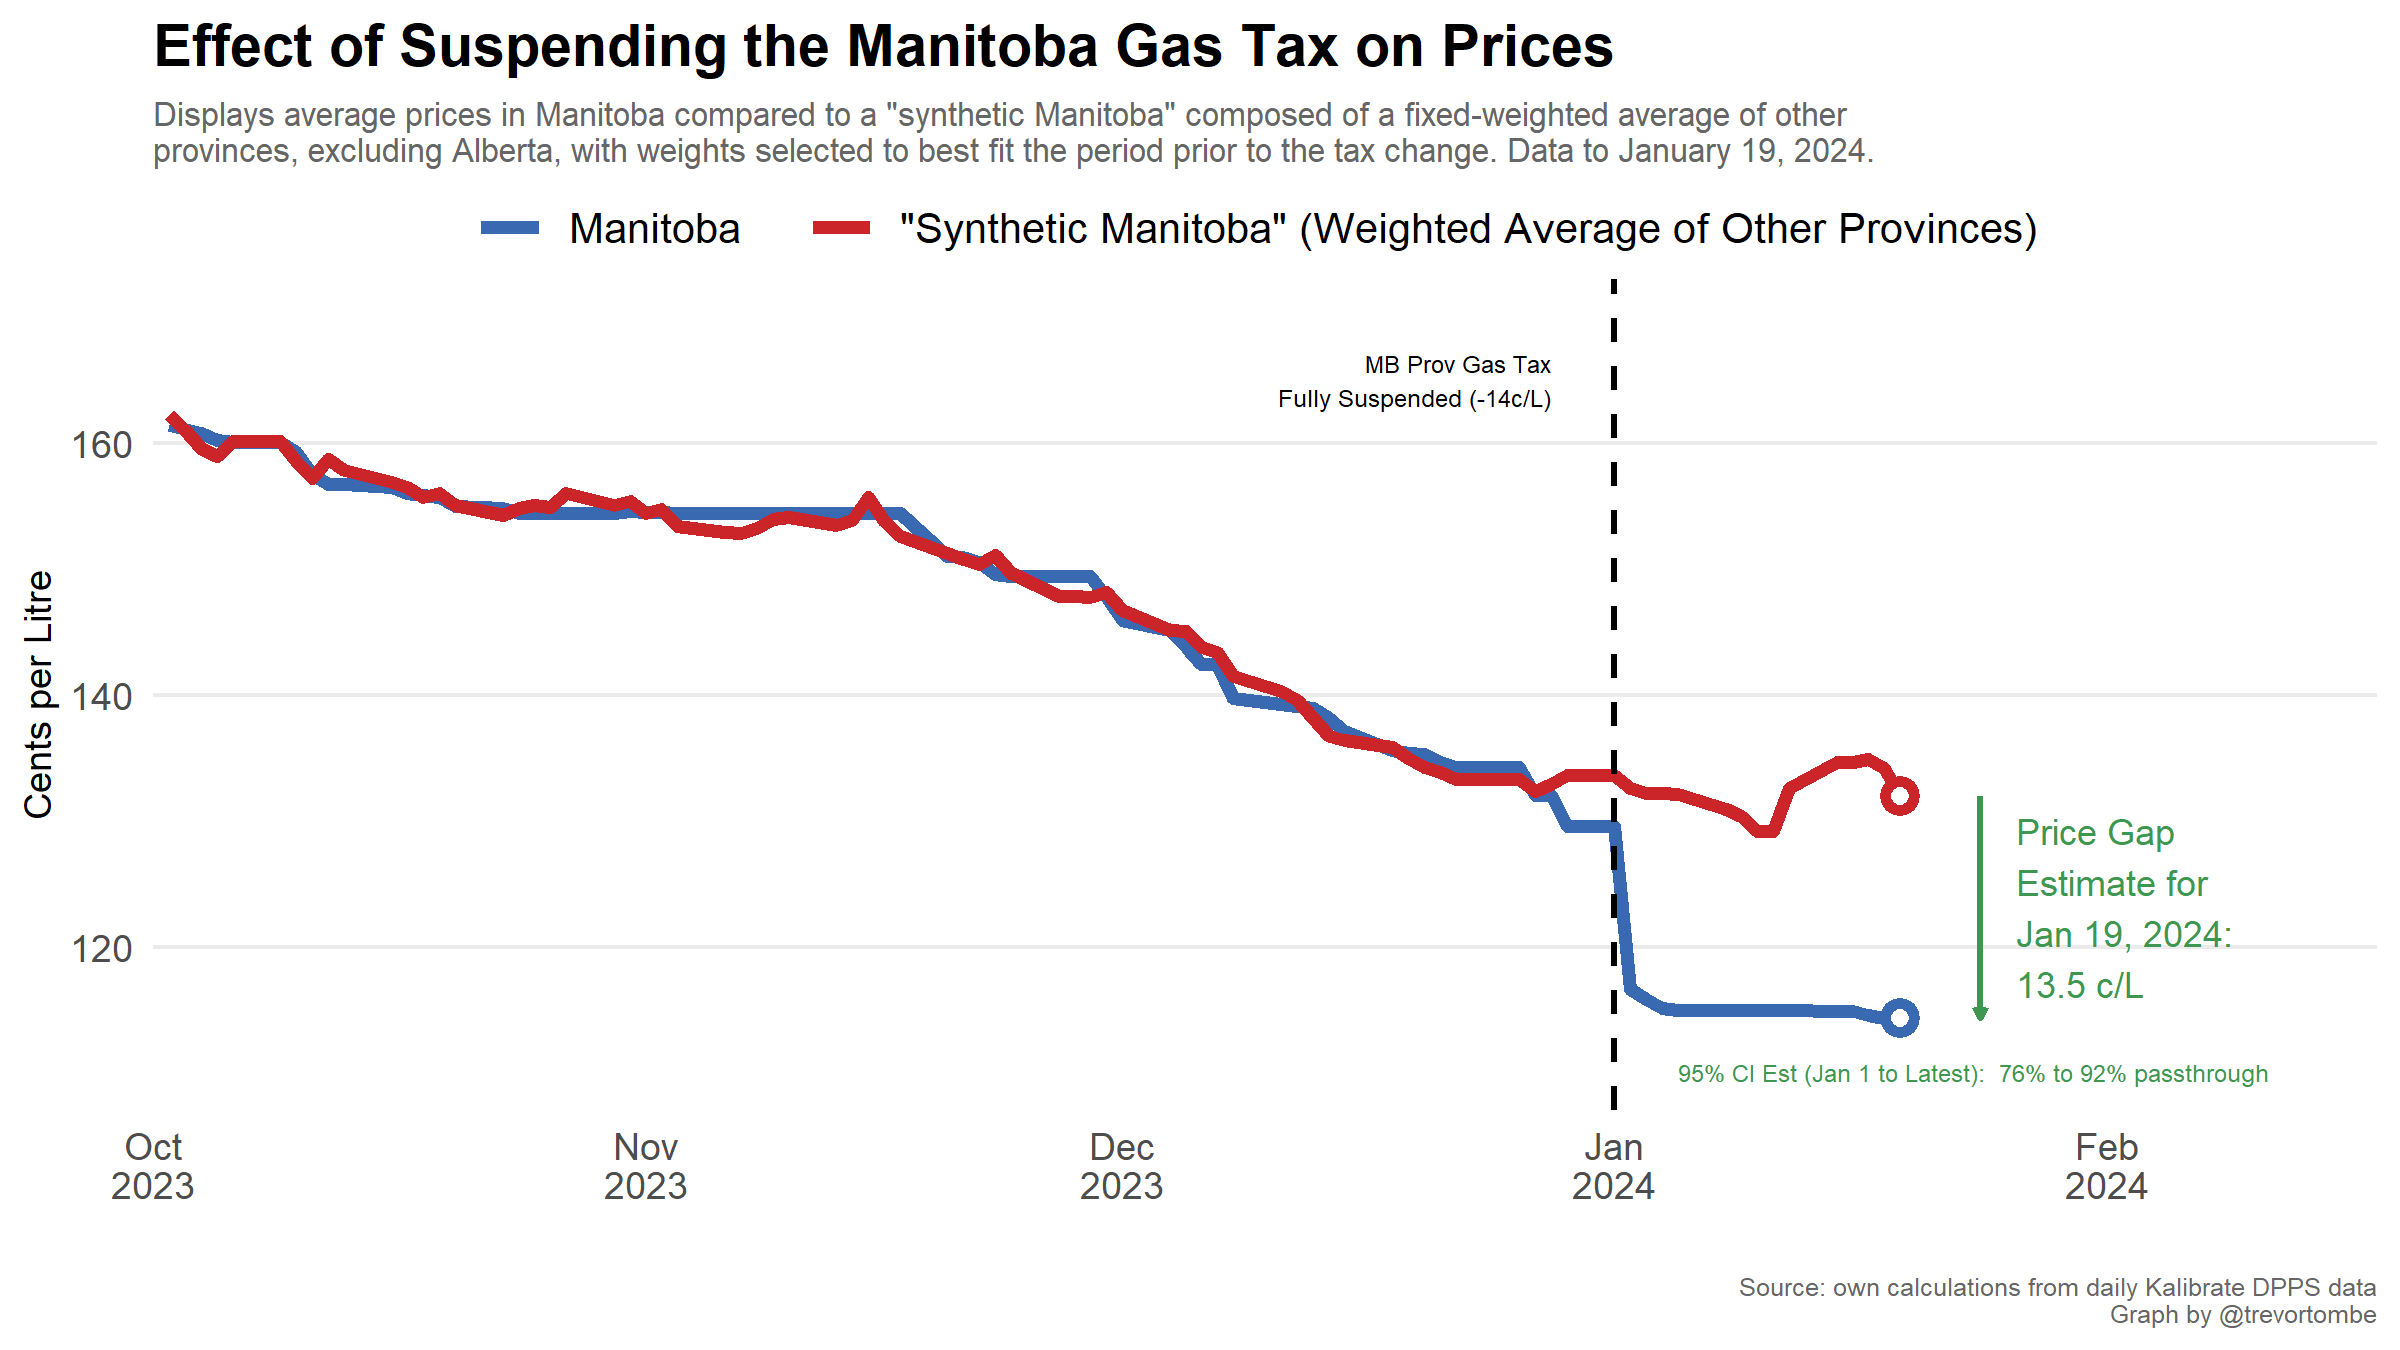 Effect of Suspending the Manitoba Gas Tax on Prices
Displays average prices in Manitoba compared to a "synthetic Manitoba" composed of a fixed-weighted average of other
provinces, excluding Alberta, with weights selected to best fit the period prior to the tax change. Data to January 19, 2024.
Manitoba
"Synthetic Manitoba" (Weighted Average of Other Provinces)
MB Prov Gas Tax
Fully Suspended (-14c/L)
160
140
120
Cents per Litre
Price Gap
Estimate for
Jan 19, 2024:
13.5 c/L
95% CI Est (Jan 1 to Latest):  76% to 92% passthrough
Oct
2023
Nov
2023
Dec
2023
Jan
2024
Feb
2024
Source: own calculations from daily Kalibrate DPPS data
Graph by @trevortombe